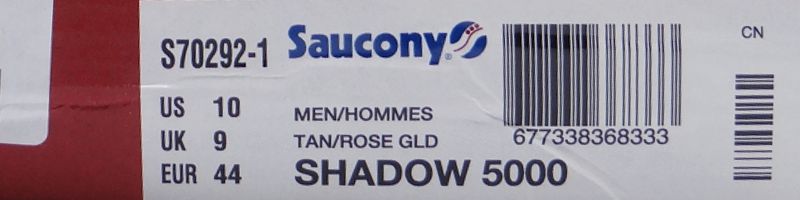 S70292-1
US 10
UK 9
EUR 44
Saucony®
MEN/HOMMES
TAN/ROSE GLD
SHADOW 5000
677338368333
CN